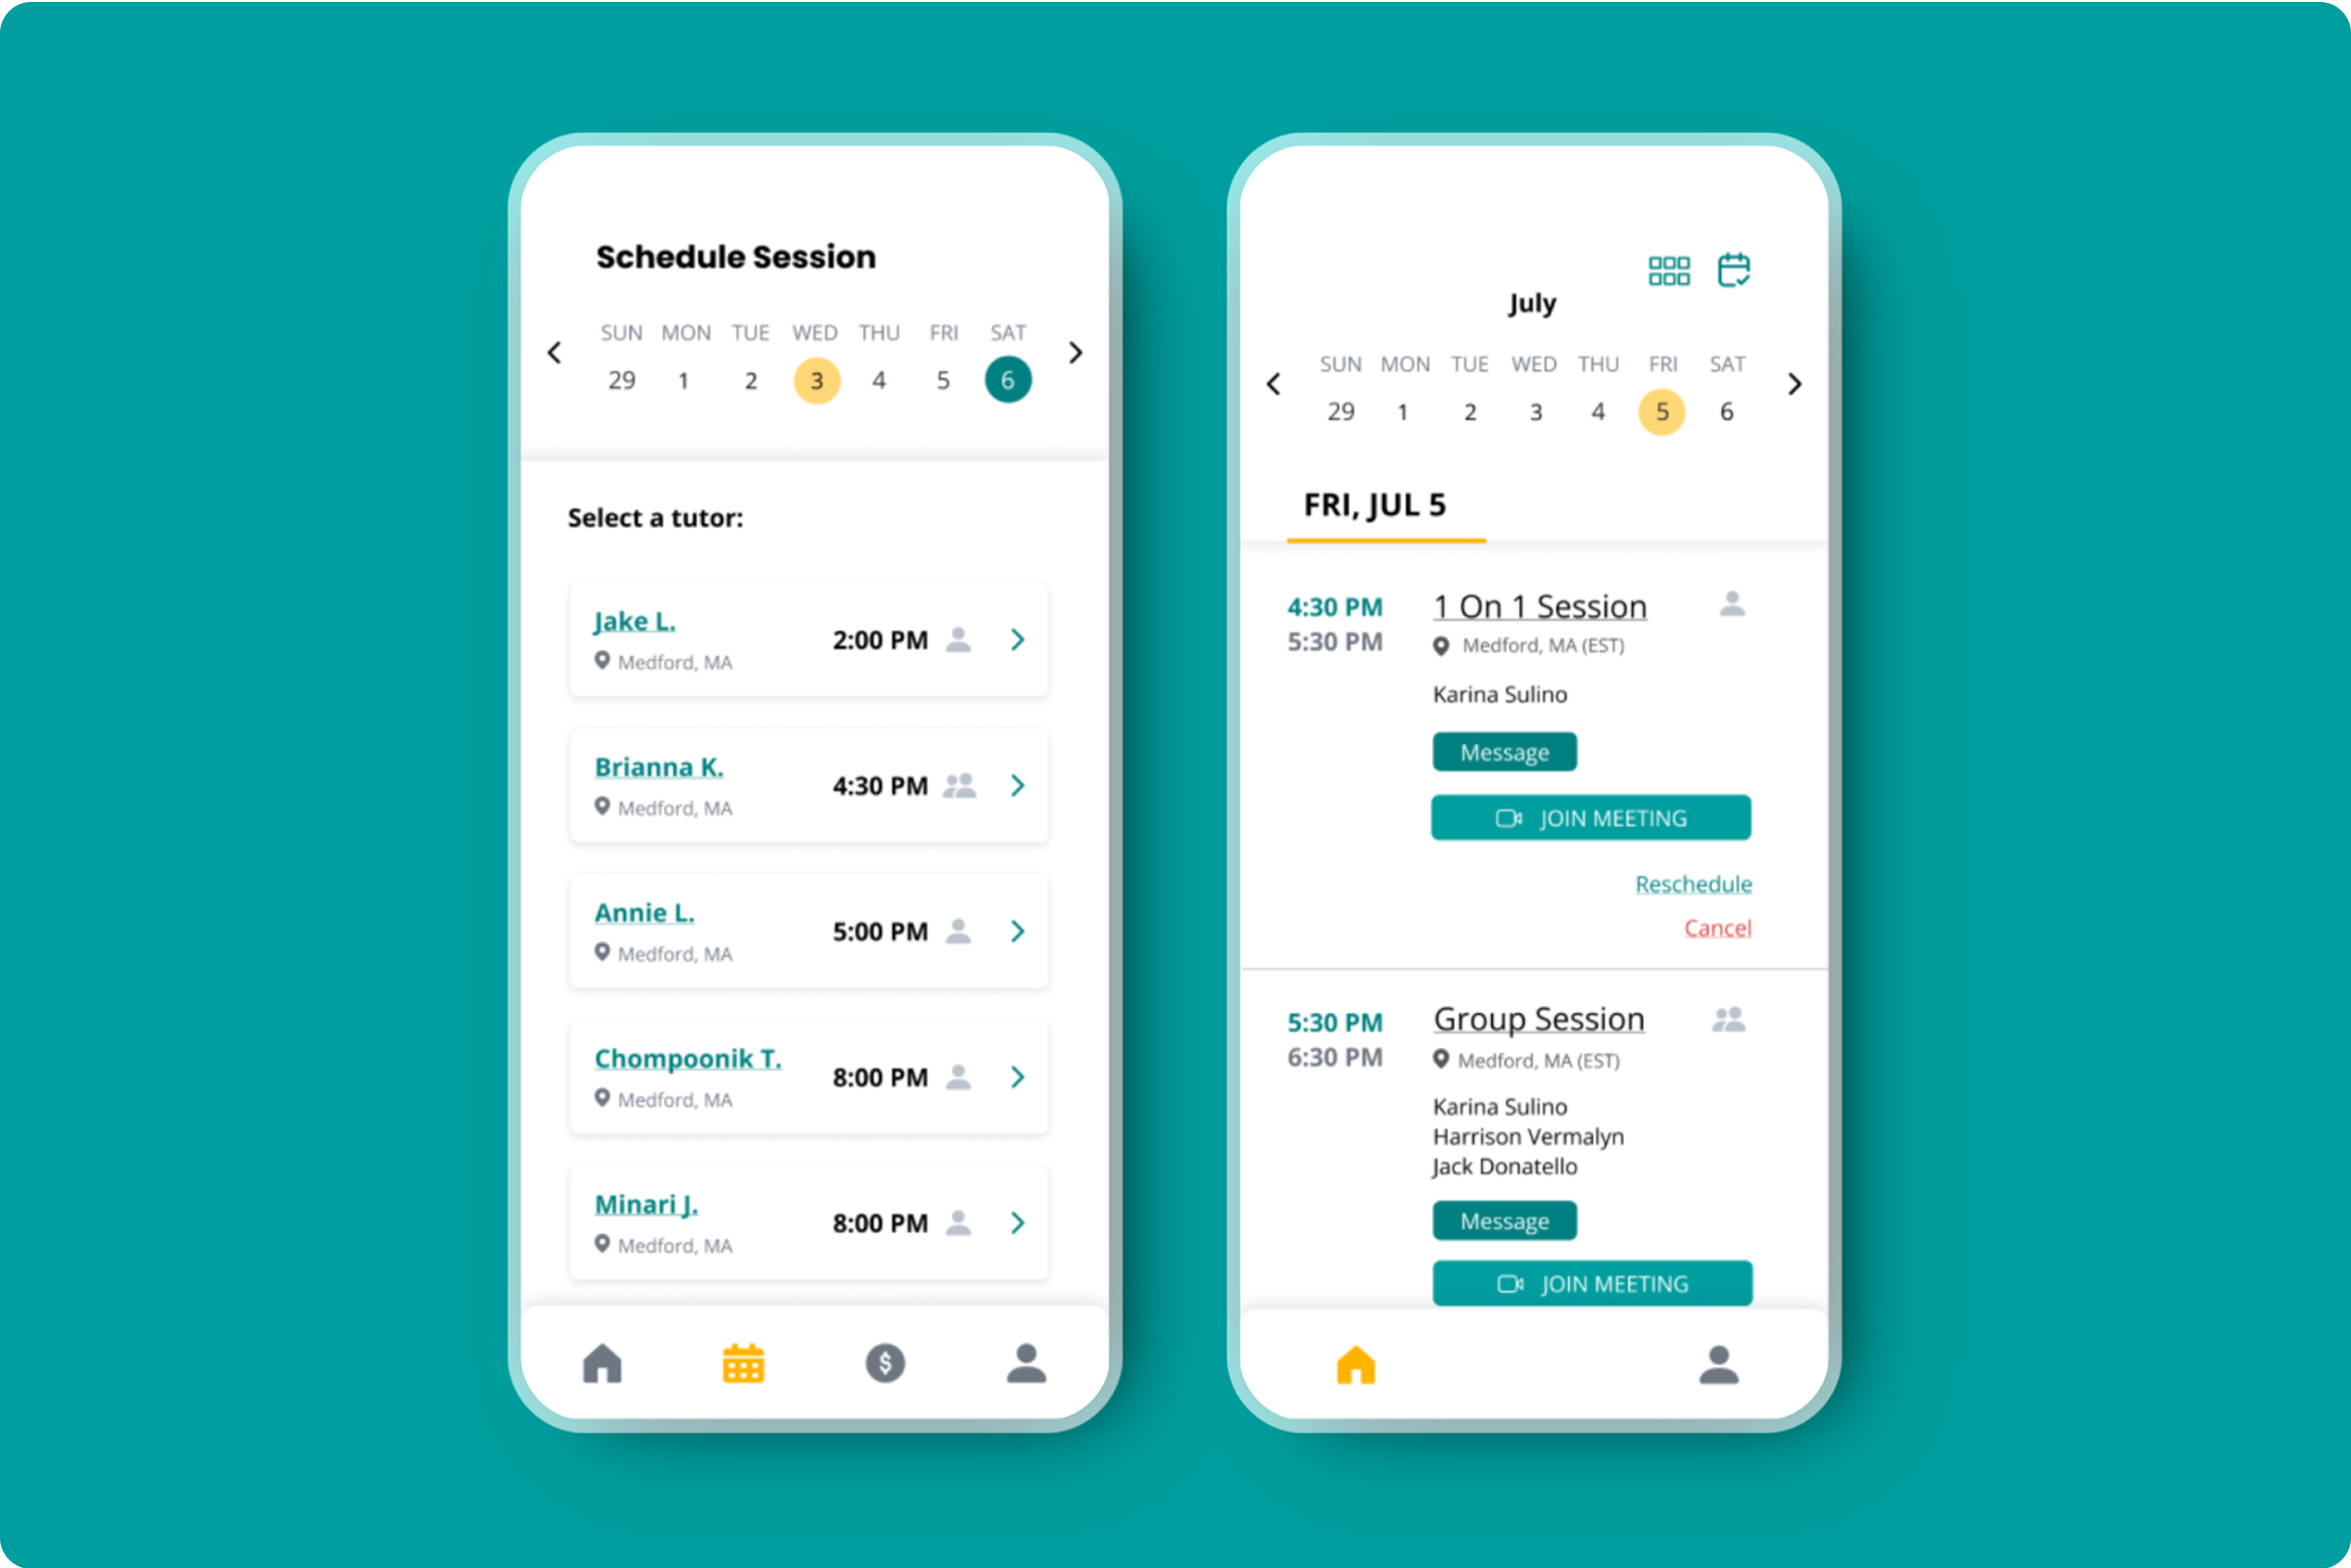 Schedule Session
SUN MON TUE WED THU FRI SAT
29 1 2 3 4 5 6
Select a tutor:
Jake L.
Medford, MA
2:00 PM
Brianna K.
Medford, MA
4:30 PM
Annie L.
Medford, MA
5:00 PM
Chompoonik T.
Medford, MA
8:00 PM
Minari J.
Medford, MA
8:00 PM
$
July
SUN MON TUE WED THU FRI SAT
29 1 2 3 4 5 6
FRI, JUL 5
4:30 PM
5:30 PM
1 On 1 Session
Medford, MA (EST)
Karina Sulino
Message
JOIN MEETING
Reschedule
Cancel
5:30 PM
6:30 PM
Group Session
Medford, MA (EST)
Karina Sulino
Harrison Vermalyn
Jack Donatello
Message
JOIN MEETING